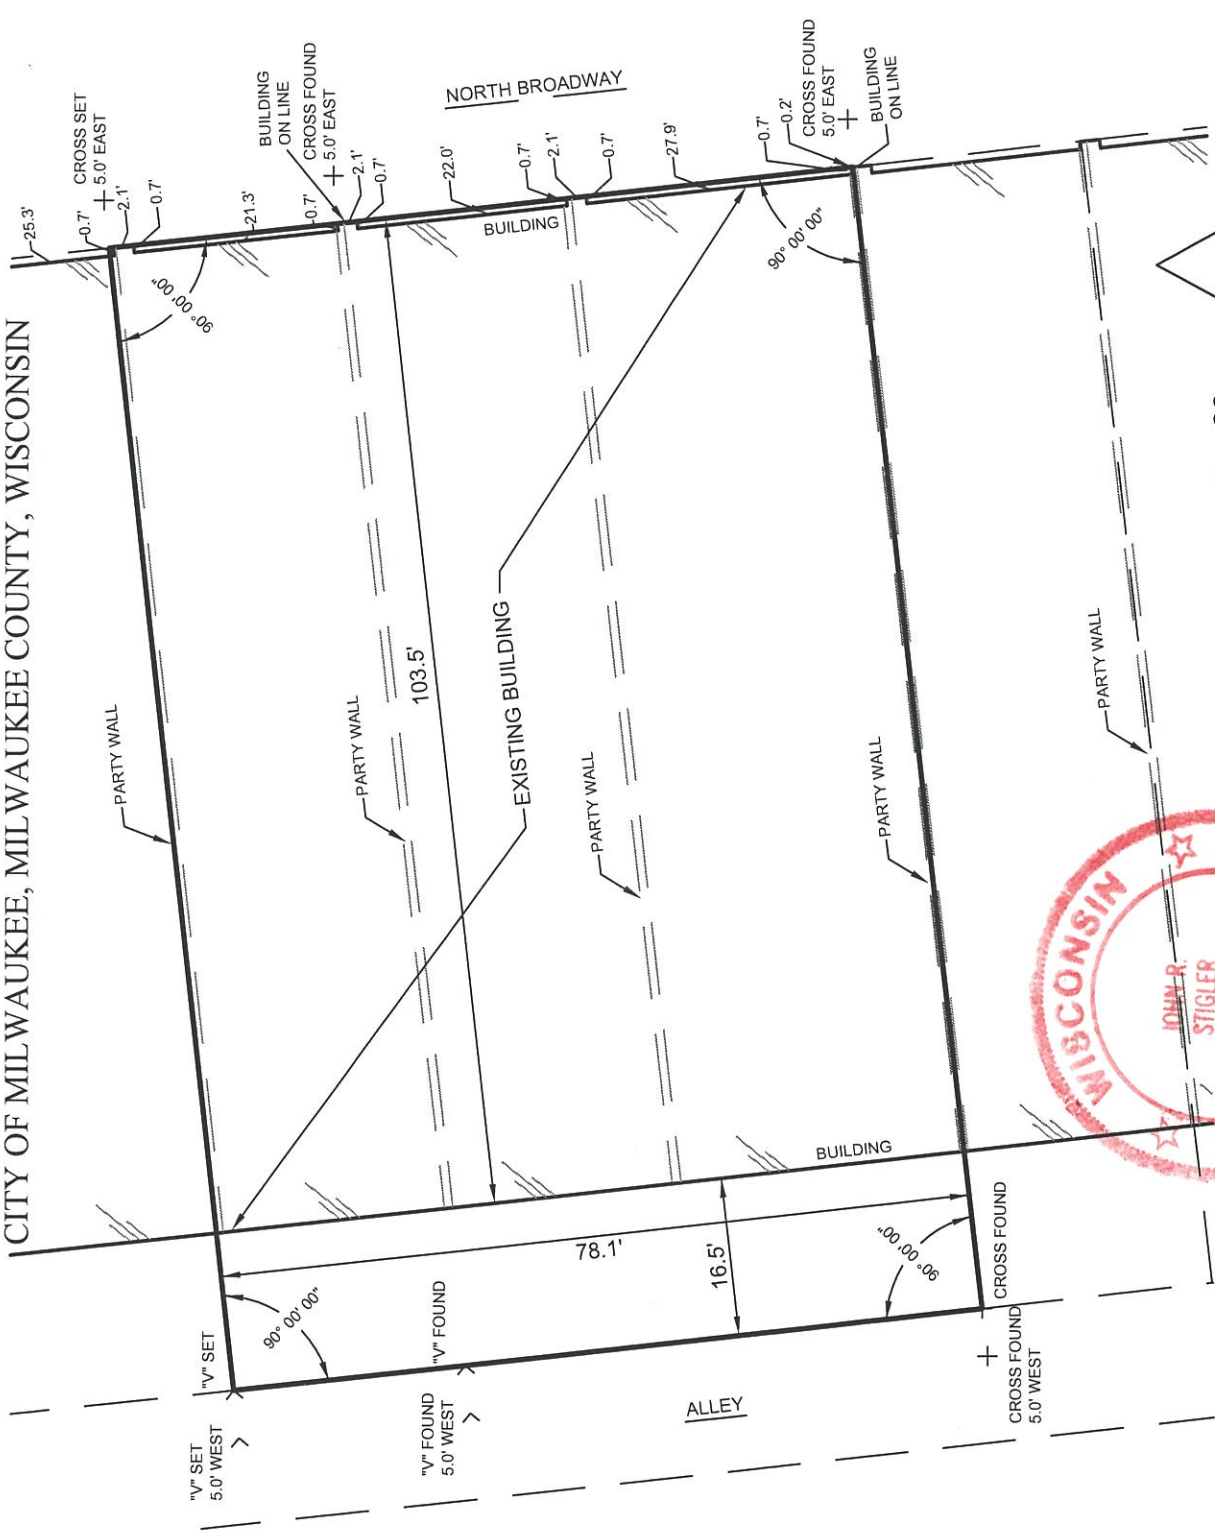 CITY OF MILWAUKEE, MILWAUKEE COUNTY, WISCONSIN
25.3'
0.7'
2.1'
0.7'
CROSS SET
5.0' EAST
21.3'
0.7'
BUILDING
ON LINE
CROSS FOUND
5.0' EAST
2.1'
0.7'
22.0'
0.7'
2.1'
0.7'
NORTH BROADWAY
27.9'
0.7'
0.2'
CROSS FOUND
5.0' EAST
BUILDING
ON LINE
90° 00' 00"
BUILDING
90° 00' 00"
PARTY WALL
PARTY WALL
103.5'
EXISTING BUILDING
PARTY WALL
PARTY WALL
PARTY WALL
WISCONSIN
JOHN R.
STIGLER
BUILDING
78.1'
16.5'
90° 00' 00"
90° 00' 00"
"V" SET
"V" SET
5.0' WEST
"V" FOUND
"V" FOUND
5.0' WEST
ALLEY
CROSS FOUND
CROSS FOUND
5.0' WEST